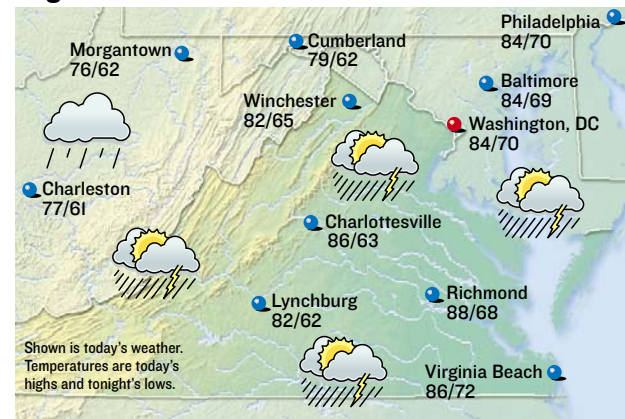 Philadelphia
84/70
Morgantown
76/62
Cumberland
79/62
Baltimore
84/69
Winchester
82/65
Washington, DC
84/70
Charleston
77/61
Charlottesville
86/63
Lynchburg
82/62
Richmond
88/68
Shown is today's weather.
Temperatures are today's
highs and tonight's lows.
Virginia Beach
86/72